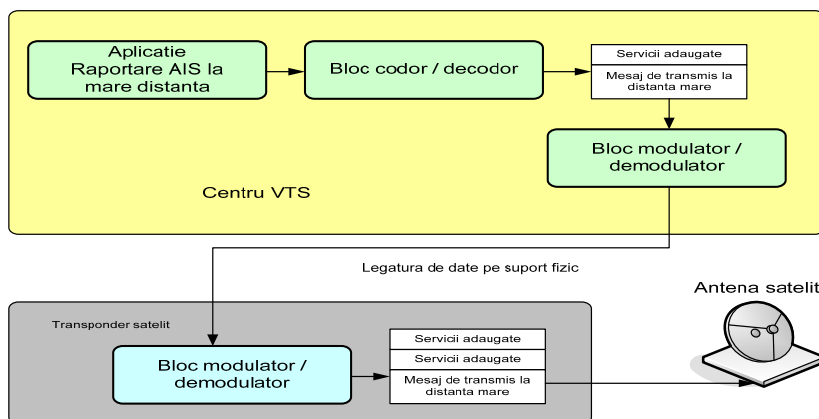 Aplicatie
Raportare AIS la
mare distanta
Bloc codor / decodor
Servicii adaugate
Mesaj de transmis la
distanta mare
Bloc modulator /
demodulator
Centru VTS
Legatura de date pe suport fizic
Antena satelit
Transponder satelit
Bloc modulator /
demodulator
Servicii adaugate
Servicii adaugate
Mesaj de transmis la
distanta mare